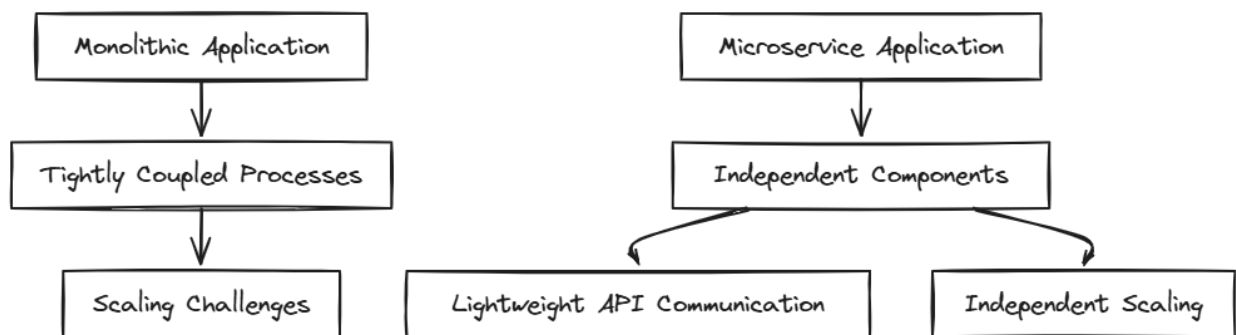 Monolithic Application
Microservice Application
Tightly Coupled Processes
Independent Components
Scaling Challenges
Lightweight API Communication
Independent Scaling